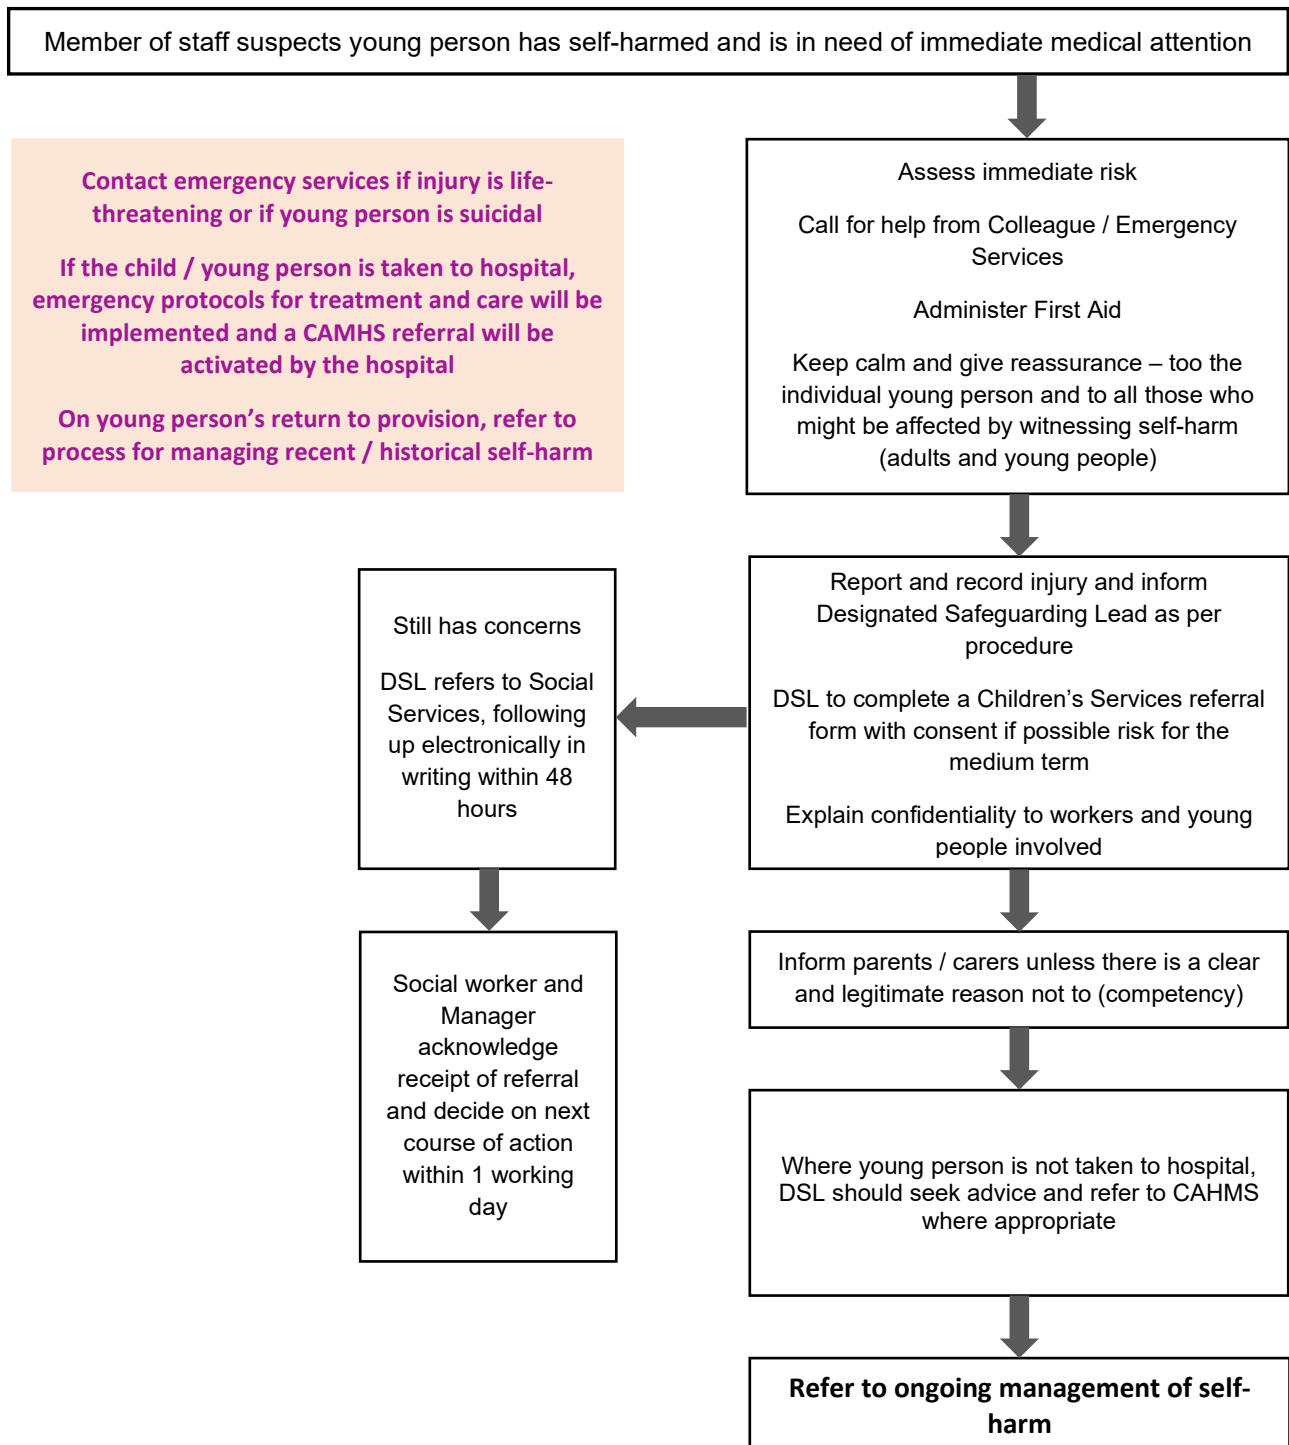 Member of staff suspects young person has self-harmed and is in need of immediate medical attention
Contact emergency services if injury is life-
threatening or if young person is suicidal
If the child / young person is taken to hospital,
emergency protocols for treatment and care will be
implemented and a CAMHS referral will be
activated by the hospital
On young person’s return to provision, refer to
process for managing recent / historical self-harm
Assess immediate risk
Call for help from Colleague / Emergency
Services
Administer First Aid
Keep calm and give reassurance – too the
individual young person and to all those who
might be affected by witnessing self-harm
(adults and young people)
Report and record injury and inform
Designated Safeguarding Lead as per
procedure
DSL to complete a Children’s Services referral
form with consent if possible risk for the
medium term
Explain confidentiality to workers and young
people involved
Still has concerns
DSL refers to Social
Services, following
up electronically in
writing within 48
hours
Social worker and
Manager
acknowledge
receipt of referral
and decide on next
course of action
within 1 working
day
Inform parents / carers unless there is a clear
and legitimate reason not to (competency)
Where young person is not taken to hospital,
DSL should seek advice and refer to CAHMS
where appropriate
Refer to ongoing management of self-
harm